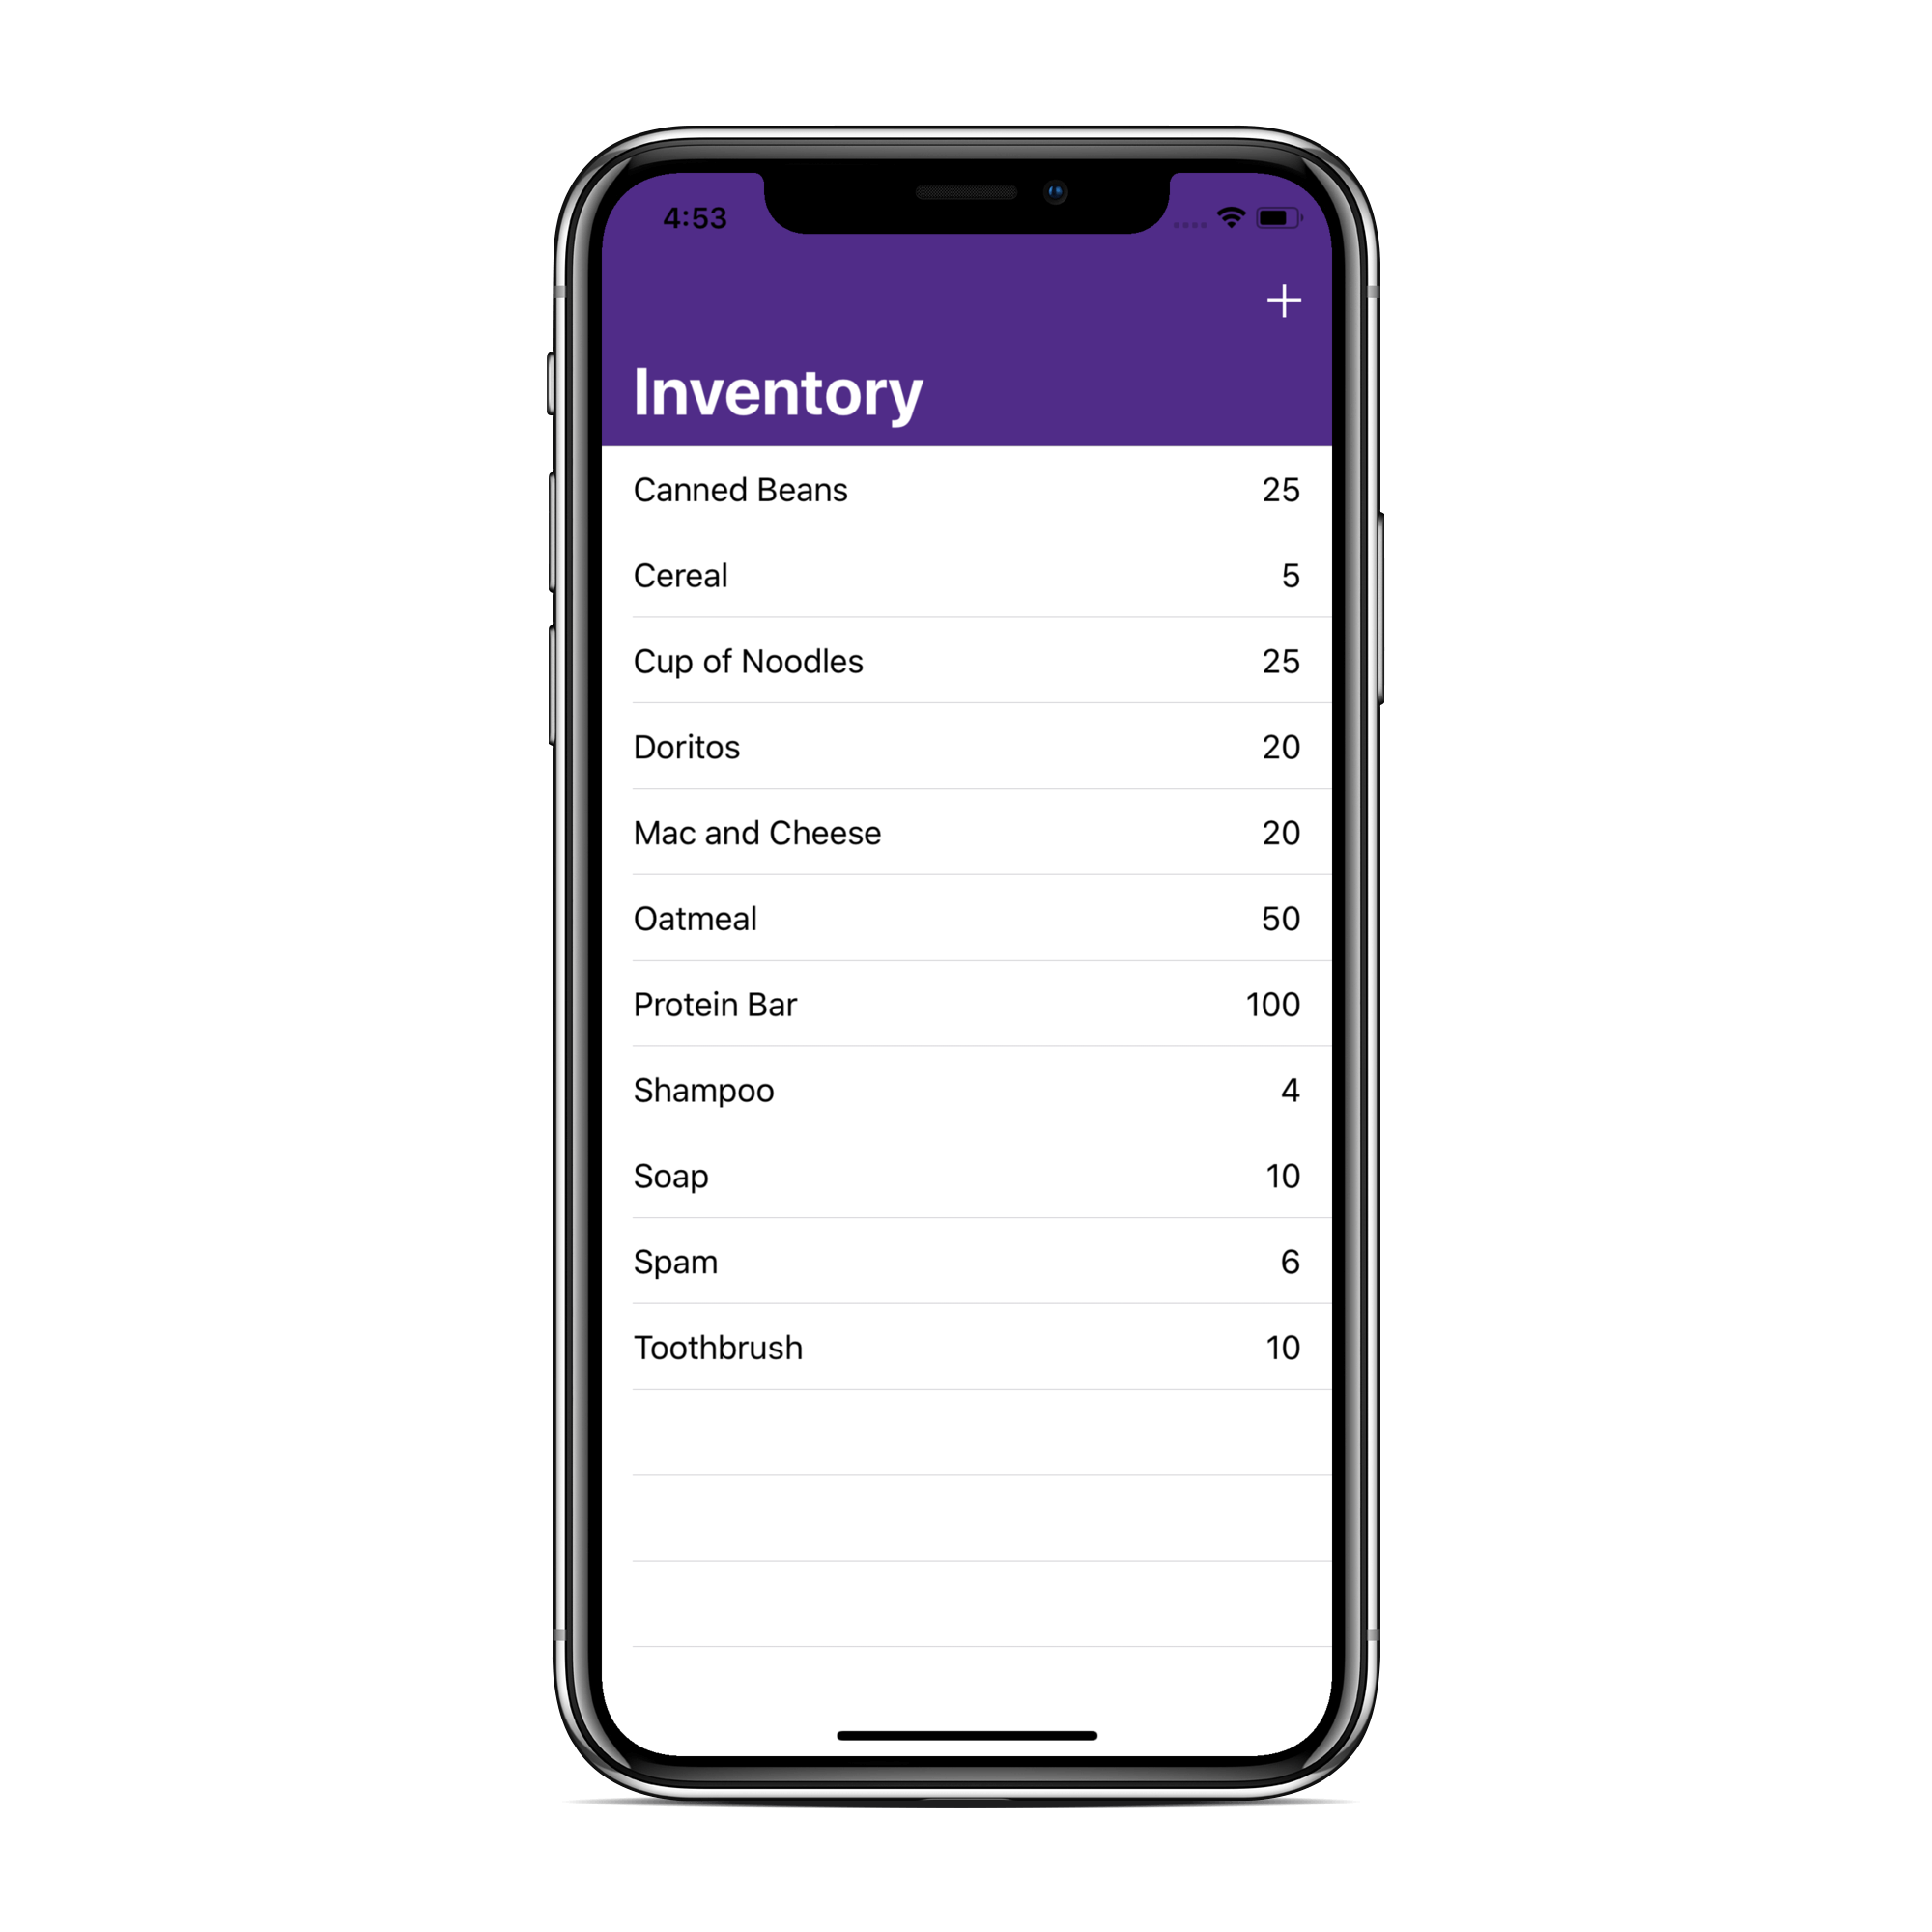 4:53
Inventory
Canned Beans 25
Cereal 5
Cup of Noodles 25
Doritos 20
Mac and Cheese 20
Oatmeal 50
Protein Bar 100
Shampoo 4
Soap 10
Spam 6
Toothbrush 10